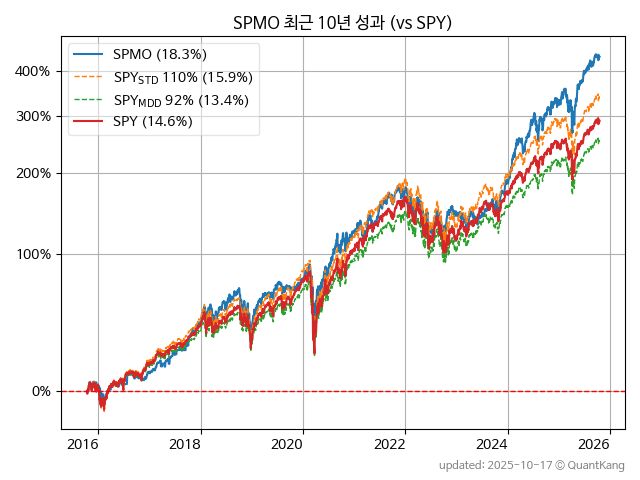 SPMO 최근 10년 성과 (vs SPY)
SPMO (18.3%)
SPY_STD 110% (15.9%)
SPY_MDD 92% (13.4%)
SPY (14.6%)
400%
300%
200%
100%
0%
2016 2018 2020 2022 2024 2026
updated: 2025-10-17 © QuantKang